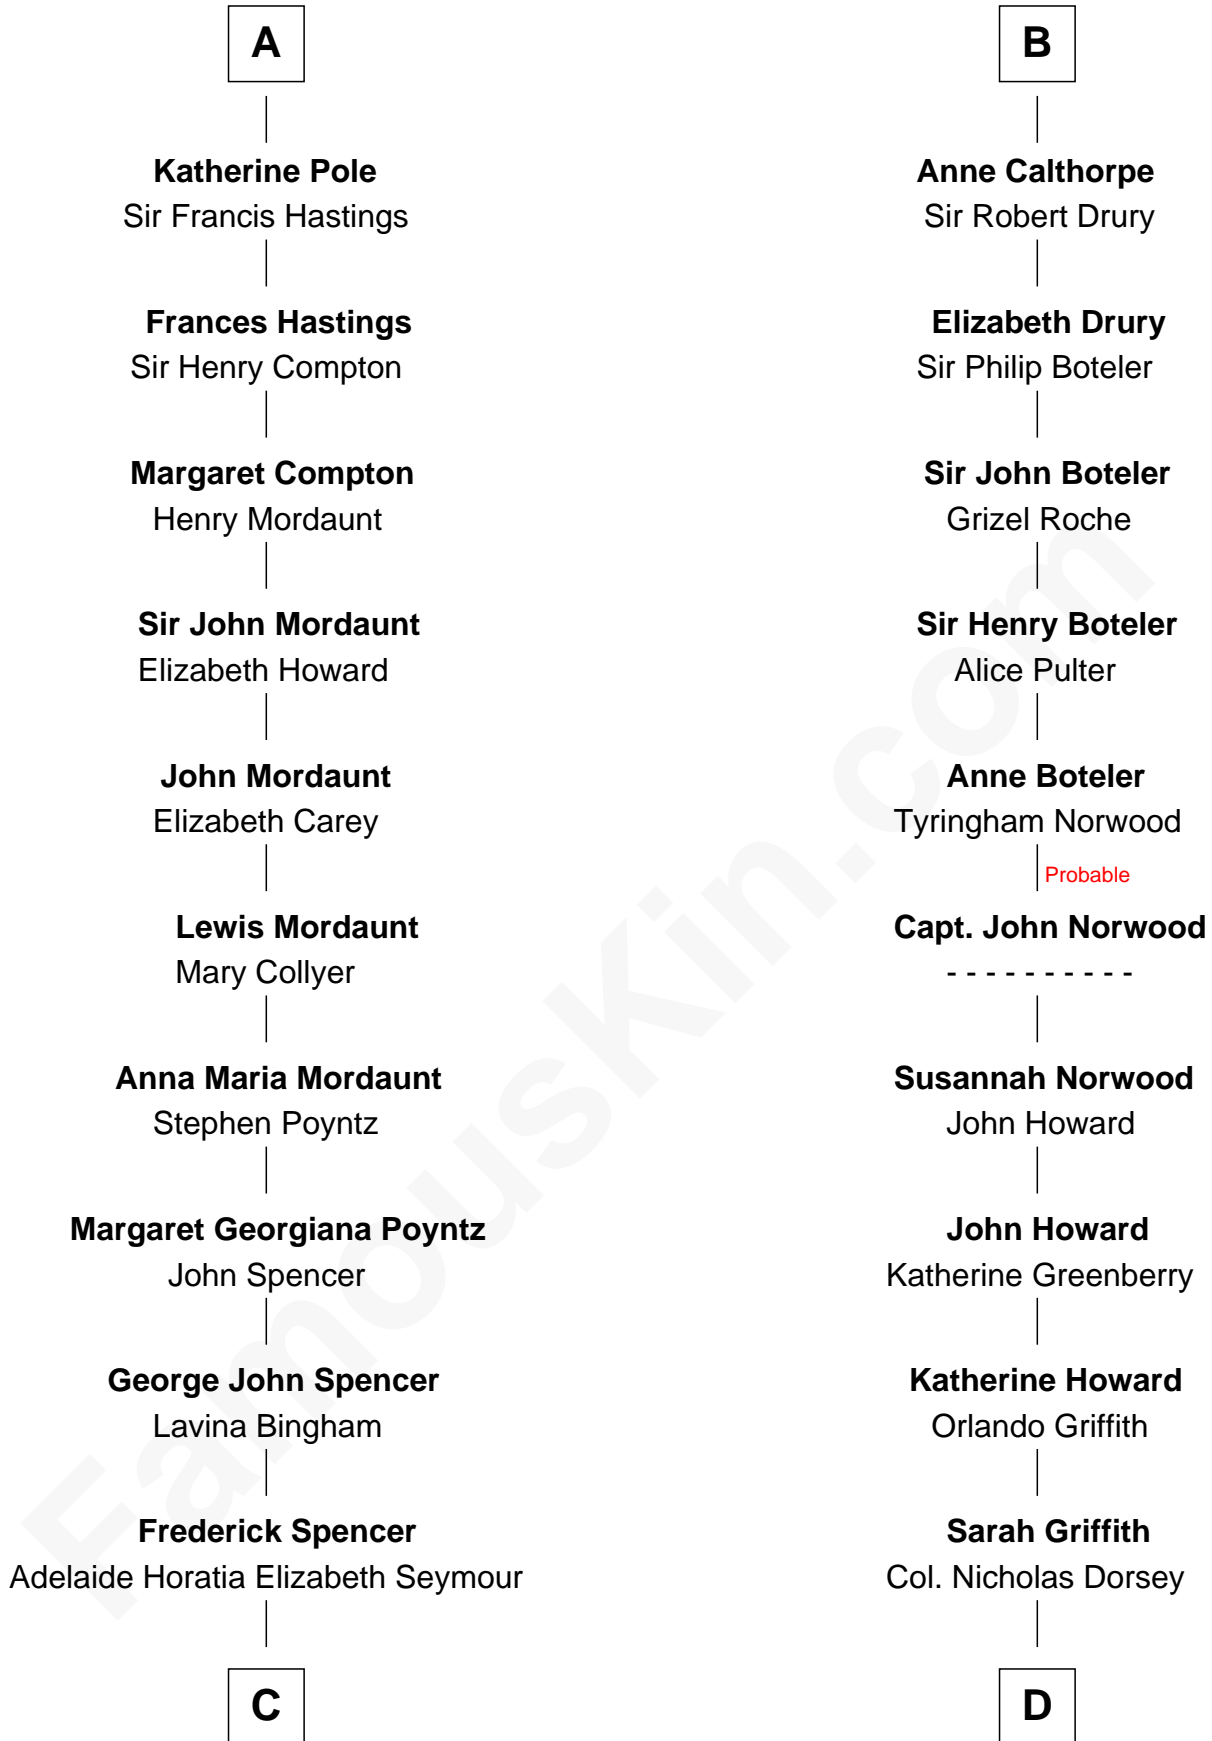 A
Katherine Pole
Sir Francis Hastings
Frances Hastings
Sir Henry Compton
Margaret Compton
Henry Mordaunt
Sir John Mordaunt
Elizabeth Howard
John Mordaunt
Elizabeth Carey
Lewis Mordaunt
Mary Collyer
Anna Maria Mordaunt
Stephen Poyntz
Margaret Georgiana Poyntz
John Spencer
George John Spencer
Lavina Bingham
Frederick Spencer
Adelaide Horatia Elizabeth Seymour
C
B
Anne Calthorpe
Sir Robert Drury
Elizabeth Drury
Sir Philip Boteler
Sir John Boteler
Grizel Roche
Sir Henry Boteler
Alice Pulter
Anne Boteler
Tyringham Norwood
Probable
Capt. John Norwood
- - - - - - - - - -
Susannah Norwood
John Howard
John Howard
Katherine Greenberry
Katherine Howard
Orlando Griffith
Sarah Griffith
Col. Nicholas Dorsey
D
FamousKin.com